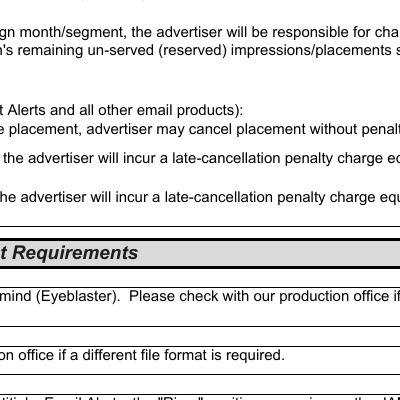 gn month/segment, the advertiser will be responsible for cha
n's remaining un-served (reserved) impressions/placements s
t Alerts and all other email products):
e placement, advertiser may cancel placement without penalt
the advertiser will incur a late-cancellation penalty charge eq
he advertiser will incur a late-cancellation penalty charge equ
t Requirements
mind (Eyeblaster).  Please check with our production office if
on office if a different file format is required.